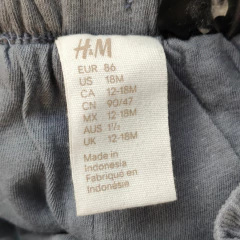 H&M
EUR 86
US 18M
CA 12-18M
CN 90/47
MX 12-18M
AUS 1½
UK 12-18M
Made in
Indonesia
Fabriqué en
Indonésie